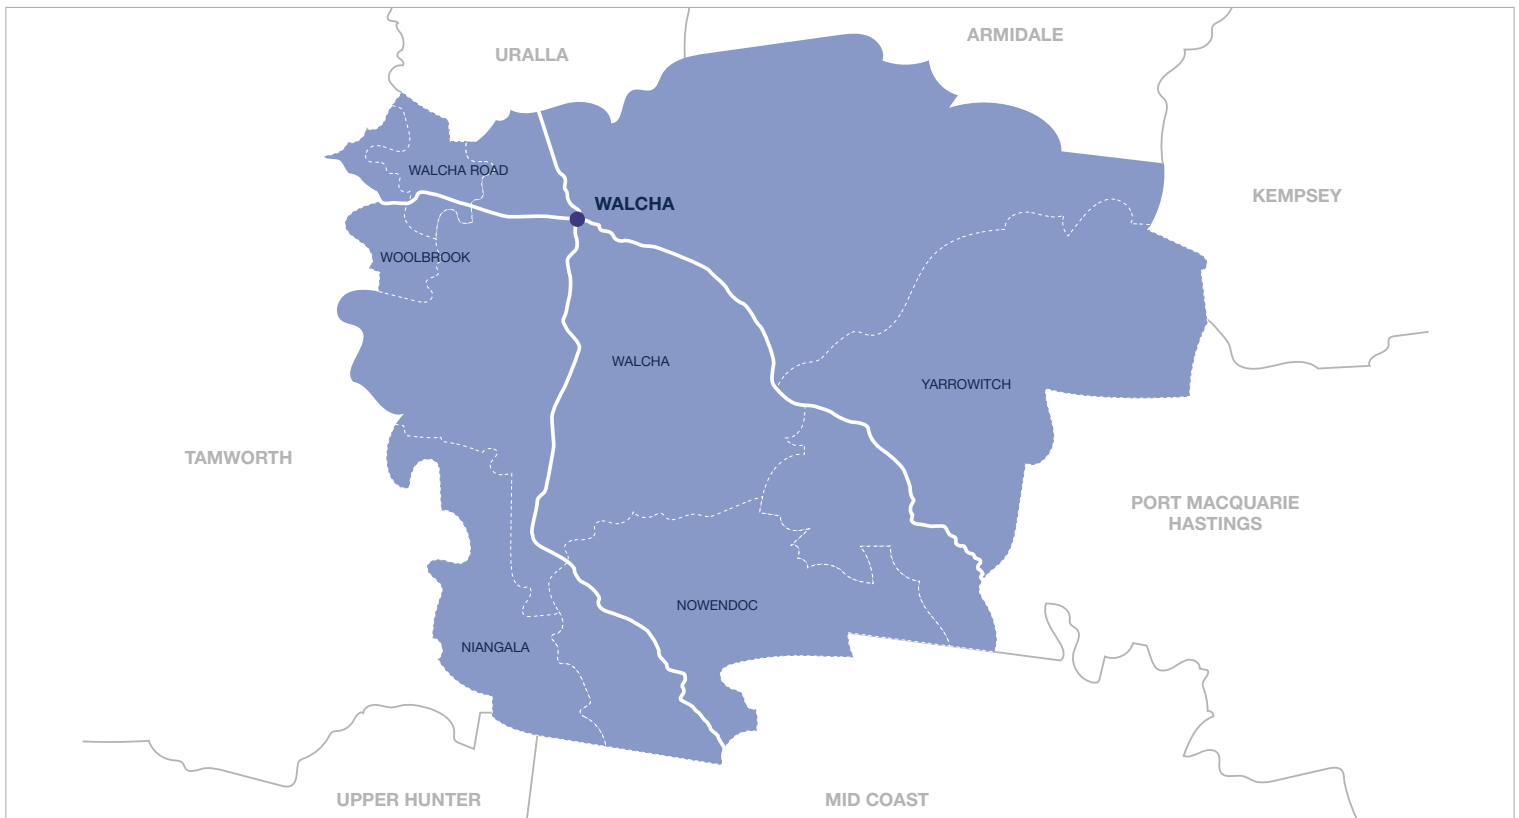 ARMIDALE
URALLA
WALCHA ROAD
KEMPSEY
WALCHA
WOOLBROOK
WALCHA
YARROWITCH
TAMWORTH
PORT MACQUARIE
HASTINGS
NOWENDOC
NIANGALA
UPPER HUNTER
MID COAST